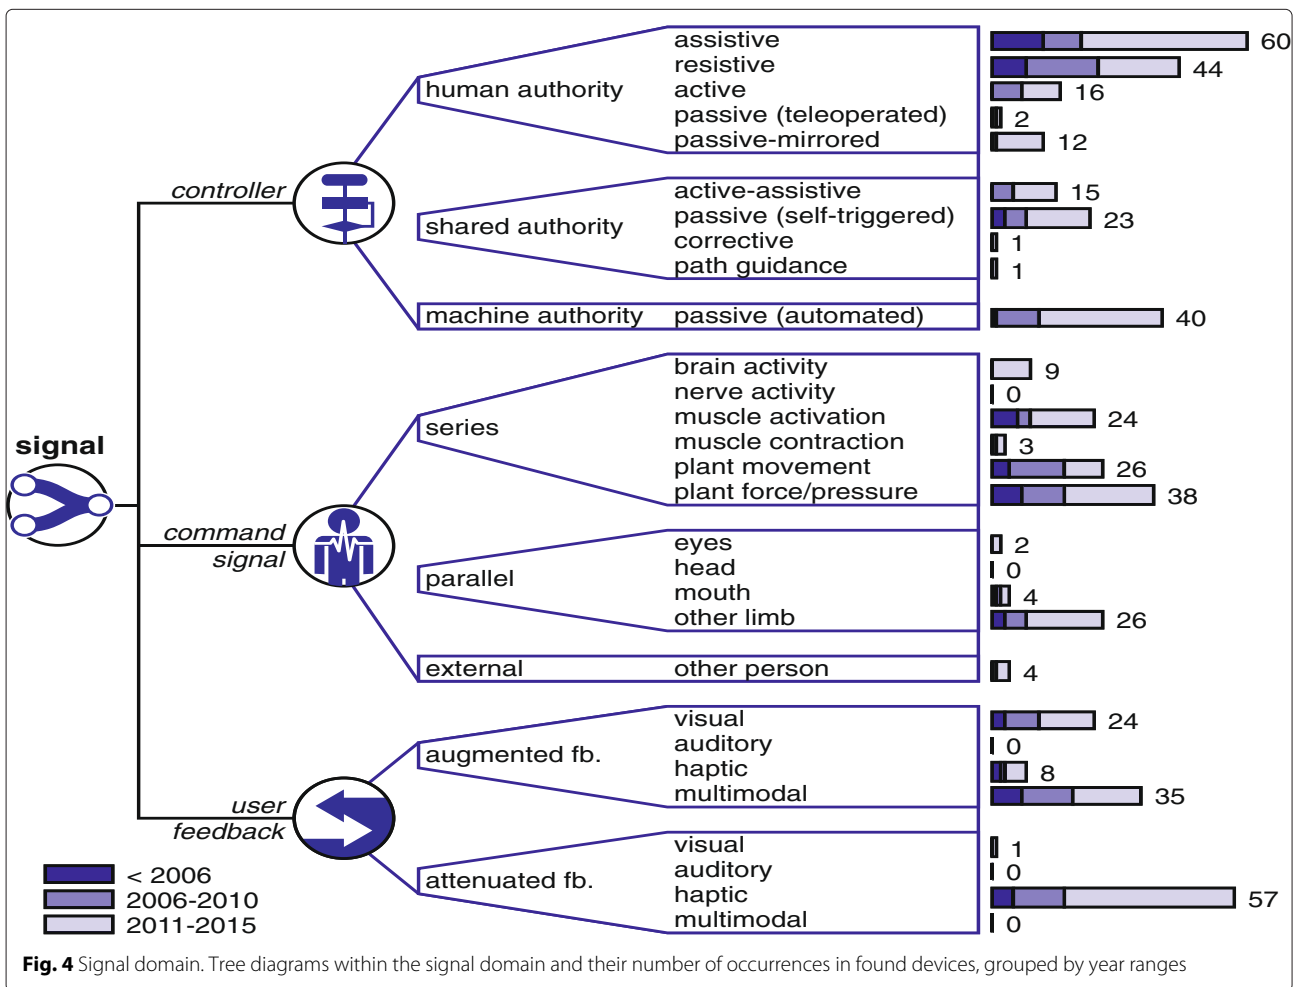 signal
controller
human authority
assistive 60
resistive 44
active 16
passive (teleoperated) 2
passive-mirrored 12
shared authority
active-assistive 15
passive (self-triggered) 23
corrective 1
path guidance 1
machine authority passive (automated) 40
command
signal
series
brain activity 9
nerve activity 0
muscle activation 24
muscle contraction 3
plant movement 26
plant force/pressure 38
parallel
eyes 2
head 0
mouth 4
other limb 26
external other person 4
user
feedback
augmented fb.
visual 24
auditory 0
haptic 8
multimodal 35
attenuated fb.
visual 1
auditory 0
haptic 57
multimodal 0
< 2006
2006-2010
2011-2015
Fig. 4 Signal domain. Tree diagrams within the signal domain and their number of occurrences in found devices, grouped by year ranges